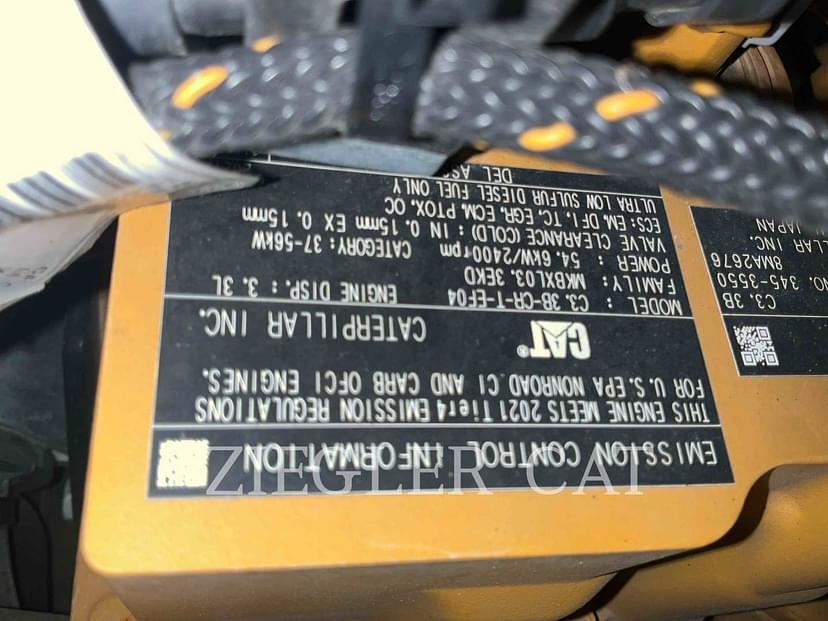 EMISSION CONTROL INFORMATION
THIS ENGINE MEETS 2021 Tier4 EMISSION REGULATIONS
FOR U.S. EPA NONROAD CI AND CARB OFCI ENGINES.
CAT® CATERPILLAR INC.
MODEL : C3.3B-CR-T-EF04 ENGINE DISP.: 3.3L
FAMILY: MKBXL03.3EKD
POWER : 54.6kW/2400rpm CATEGORY: 37-56kW
VALVE CLEARANCE (COLD) : IN 0.15mm EX 0.15mm
ECS: EM, DFI, TC, EGR, ECM, PTOX, OC
ULTRA LOW SULFUR DIESEL FUEL ONLY
DEL
C3.3B
NO. 345-3550
8MA2676
INC.
JAPAN
ZIEGLER CAT